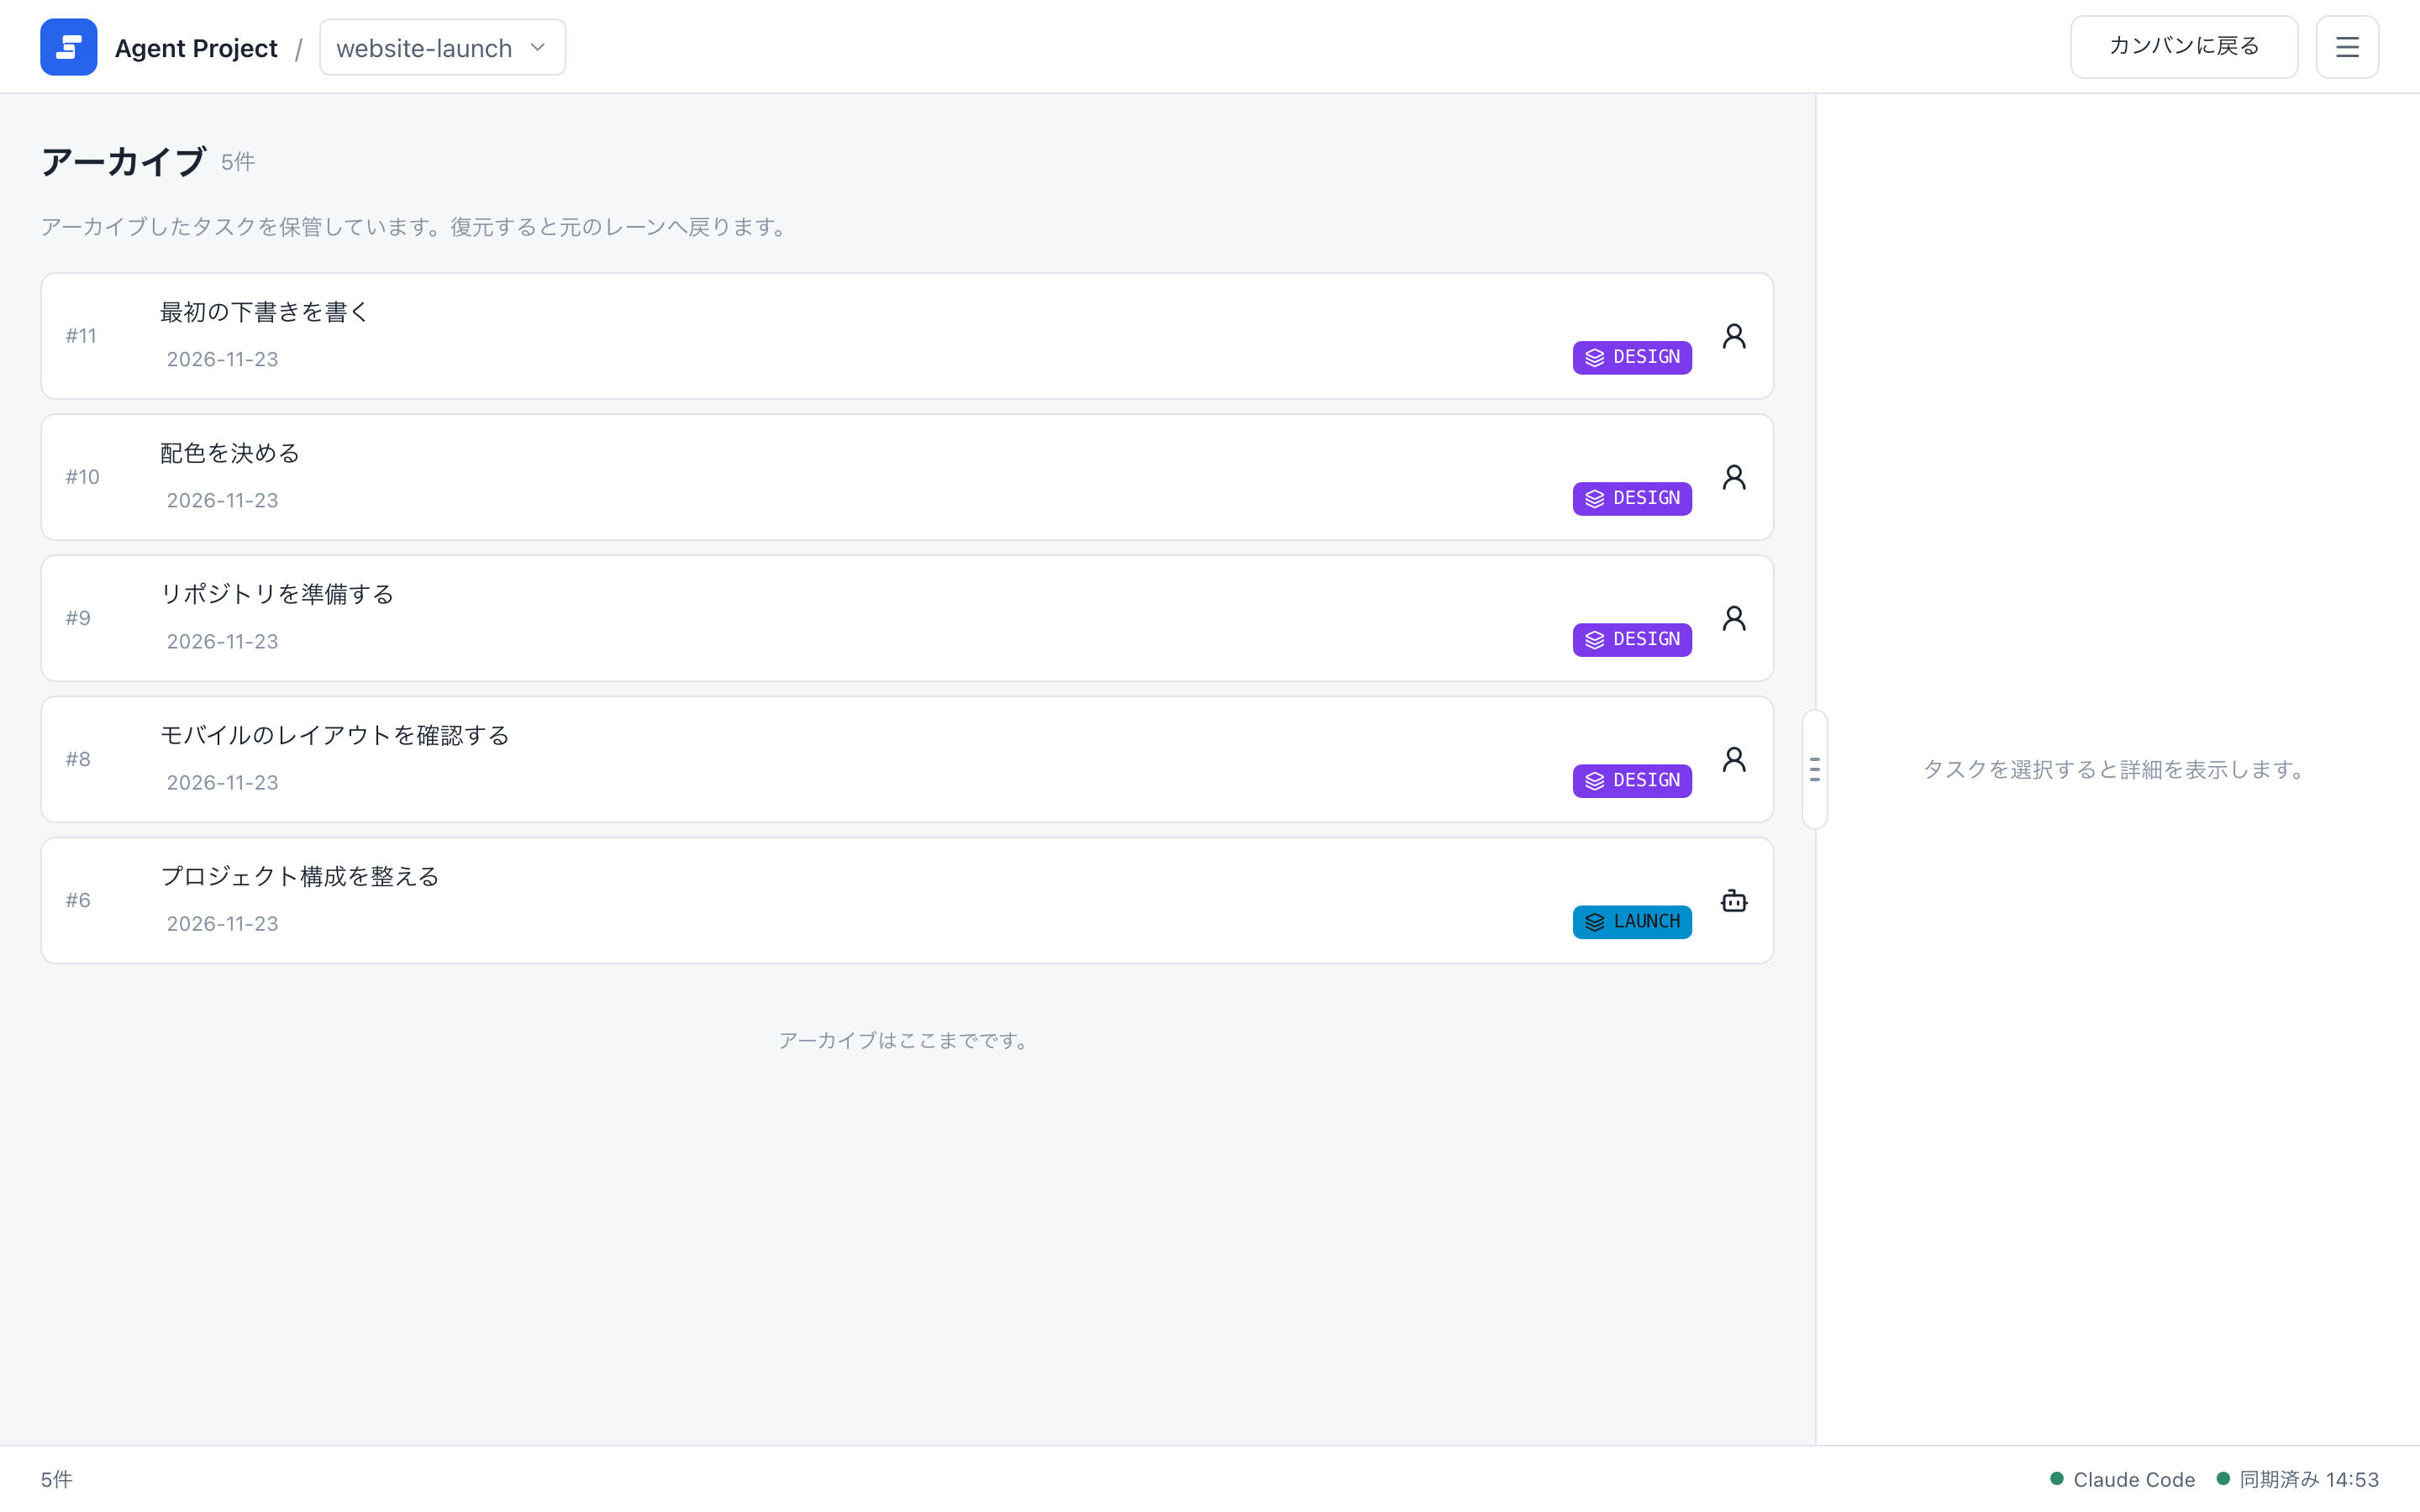 Agent Project / website-launch
カンバンに戻る
アーカイブ 5件
アーカイブしたタスクを保管しています。復元すると元のレーンへ戻ります。
#11
最初の下書きを書く
2026-11-23
DESIGN
#10
配色を決める
2026-11-23
DESIGN
#9
リポジトリを準備する
2026-11-23
DESIGN
#8
モバイルのレイアウトを確認する
2026-11-23
DESIGN
#6
プロジェクト構成を整える
2026-11-23
LAUNCH
アーカイブはここまでです。
タスクを選択すると詳細を表示します。
5件
Claude Code
同期済み 14:53